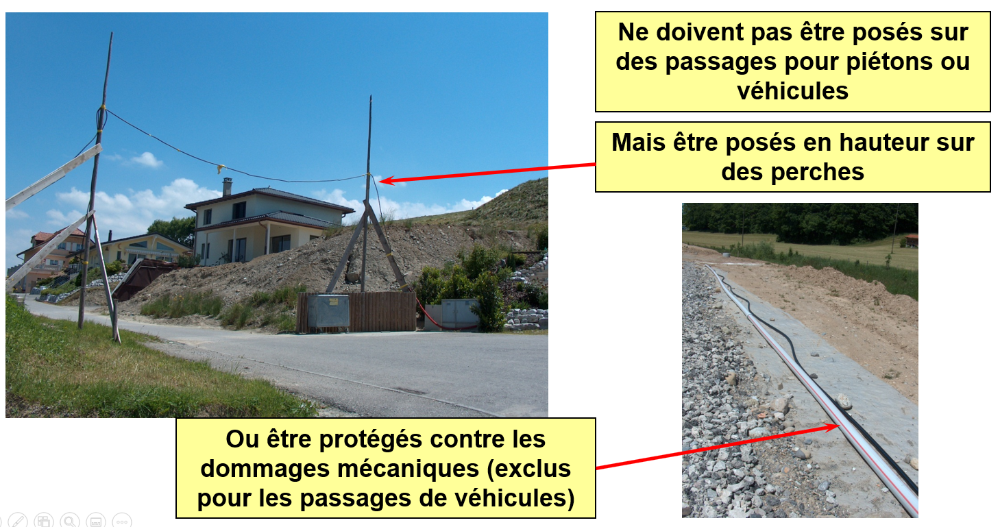 Ne doivent pas être posés sur
des passages pour piétons ou
véhicules
Mais être posés en hauteur sur
des perches
Ou être protégés contre les
dommages mécaniques (exclus
pour les passages de véhicules)